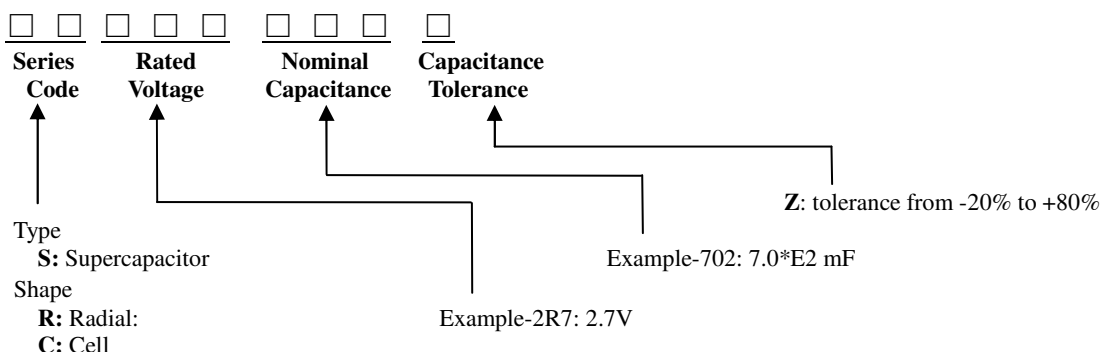 □ □ □ □ □ □ □ □ □
Series Rated Nominal Capacitance
Code Voltage Capacitance Tolerance
Z: tolerance from -20% to +80%
Type
S: Supercapacitor
Example-702: 7.0*E2 mF
Shape
R: Radial:
Example-2R7: 2.7V
C: Cell